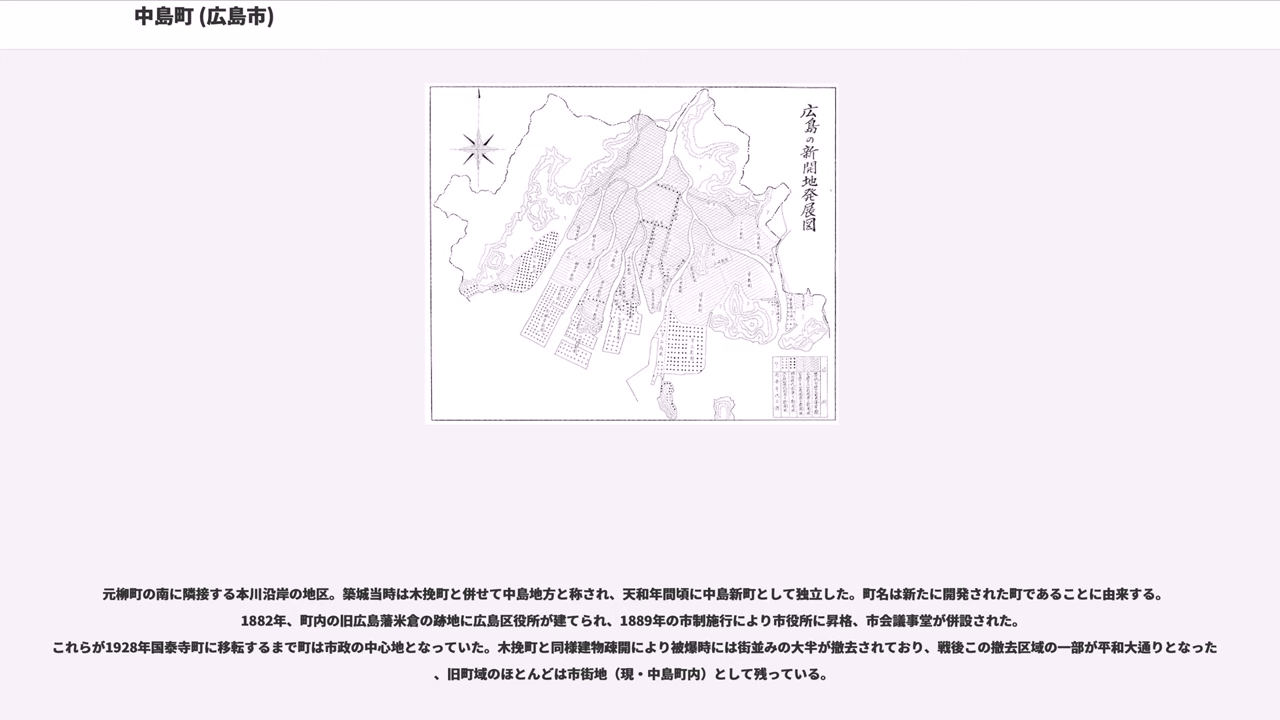 中島町 (広島市)
広島の新開地発展図
元柳町の南に隣接する本川沿岸の地区。築城当時は木挽町と併せて中島地方と称され、天和年間頃に中島新町として独立した。町名は新たに開発された町であることに由来する。
1882年、町内の旧広島藩米倉の跡地に広島区役所が建てられ、1889年の市制施行により市役所に昇格、市会議事堂が併設された。
これらが1928年国泰寺町に移転するまで町は市政の中心地となっていた。木挽町と同様建物疎開により被爆時には街並みの大半が撤去されており、戦後この撤去区域の一部が平和大通りとなった
、旧町域のほとんどは市街地（現・中島町内）として残っている。